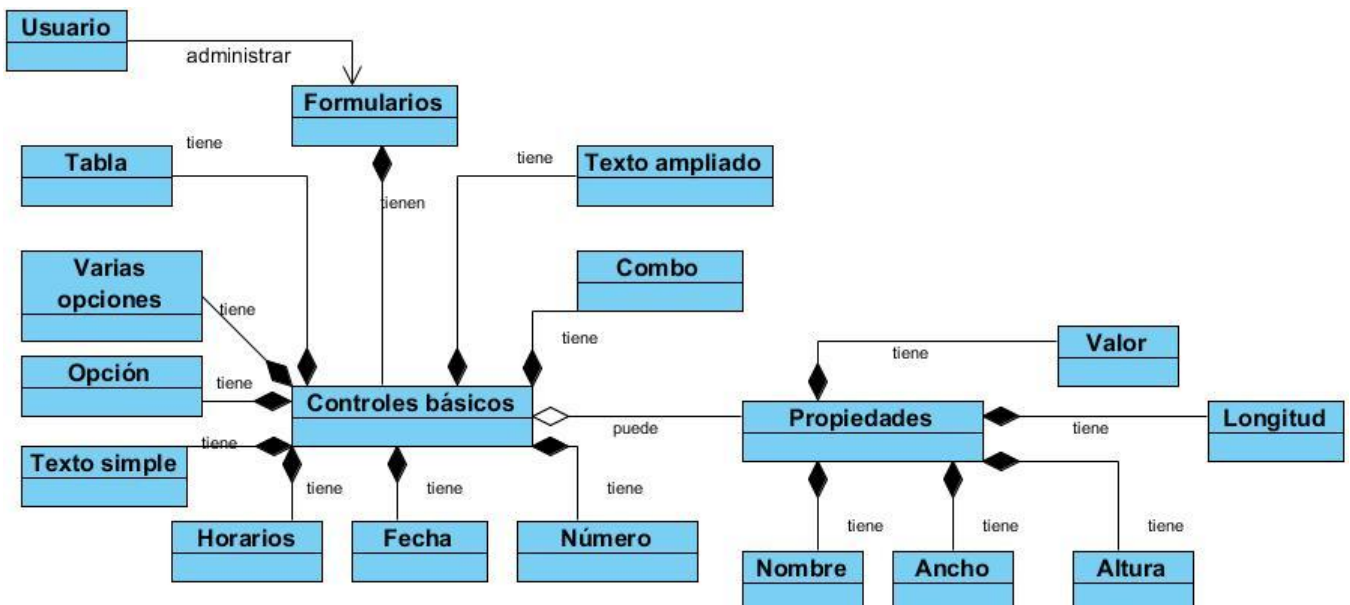 Usuario
administrar
Formularios
tiene
Tabla
tiene
Texto ampliado
tienen
Varias
opciones
tiene
Combo
tiene
Opción
tiene
Controles básicos
puede
Propiedades
tiene
Valor
tiene
Longitud
tiene
Texto simple
tiene
tiene
tiene
Horarios
Fecha
Número
tiene
tiene
tiene
Nombre
Ancho
Altura